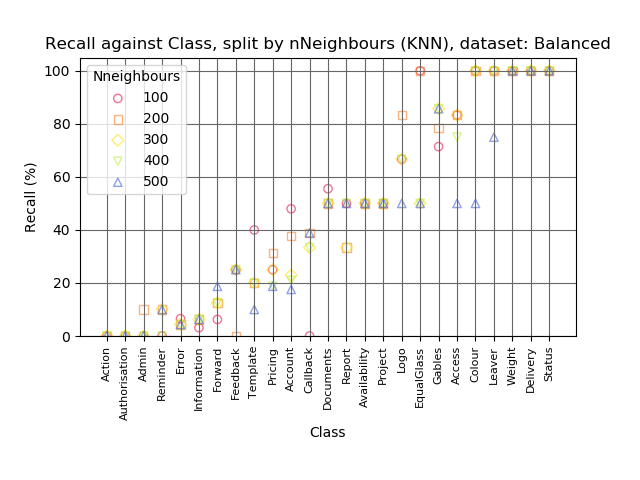 Recall against Class, split by nNeighbours (KNN), dataset: Balanced
Nneighbours
100
200
300
400
500
Recall (%)
100
80
60
40
20
0
Action
Authorisation
Admin
Reminder
Error
Information
Forward
Feedback
Template
Pricing
Account
Callback
Documents
Report
Availability
Project
Logo
EqualGlass
Gables
Access
Colour
Leaver
Weight
Delivery
Status
Class